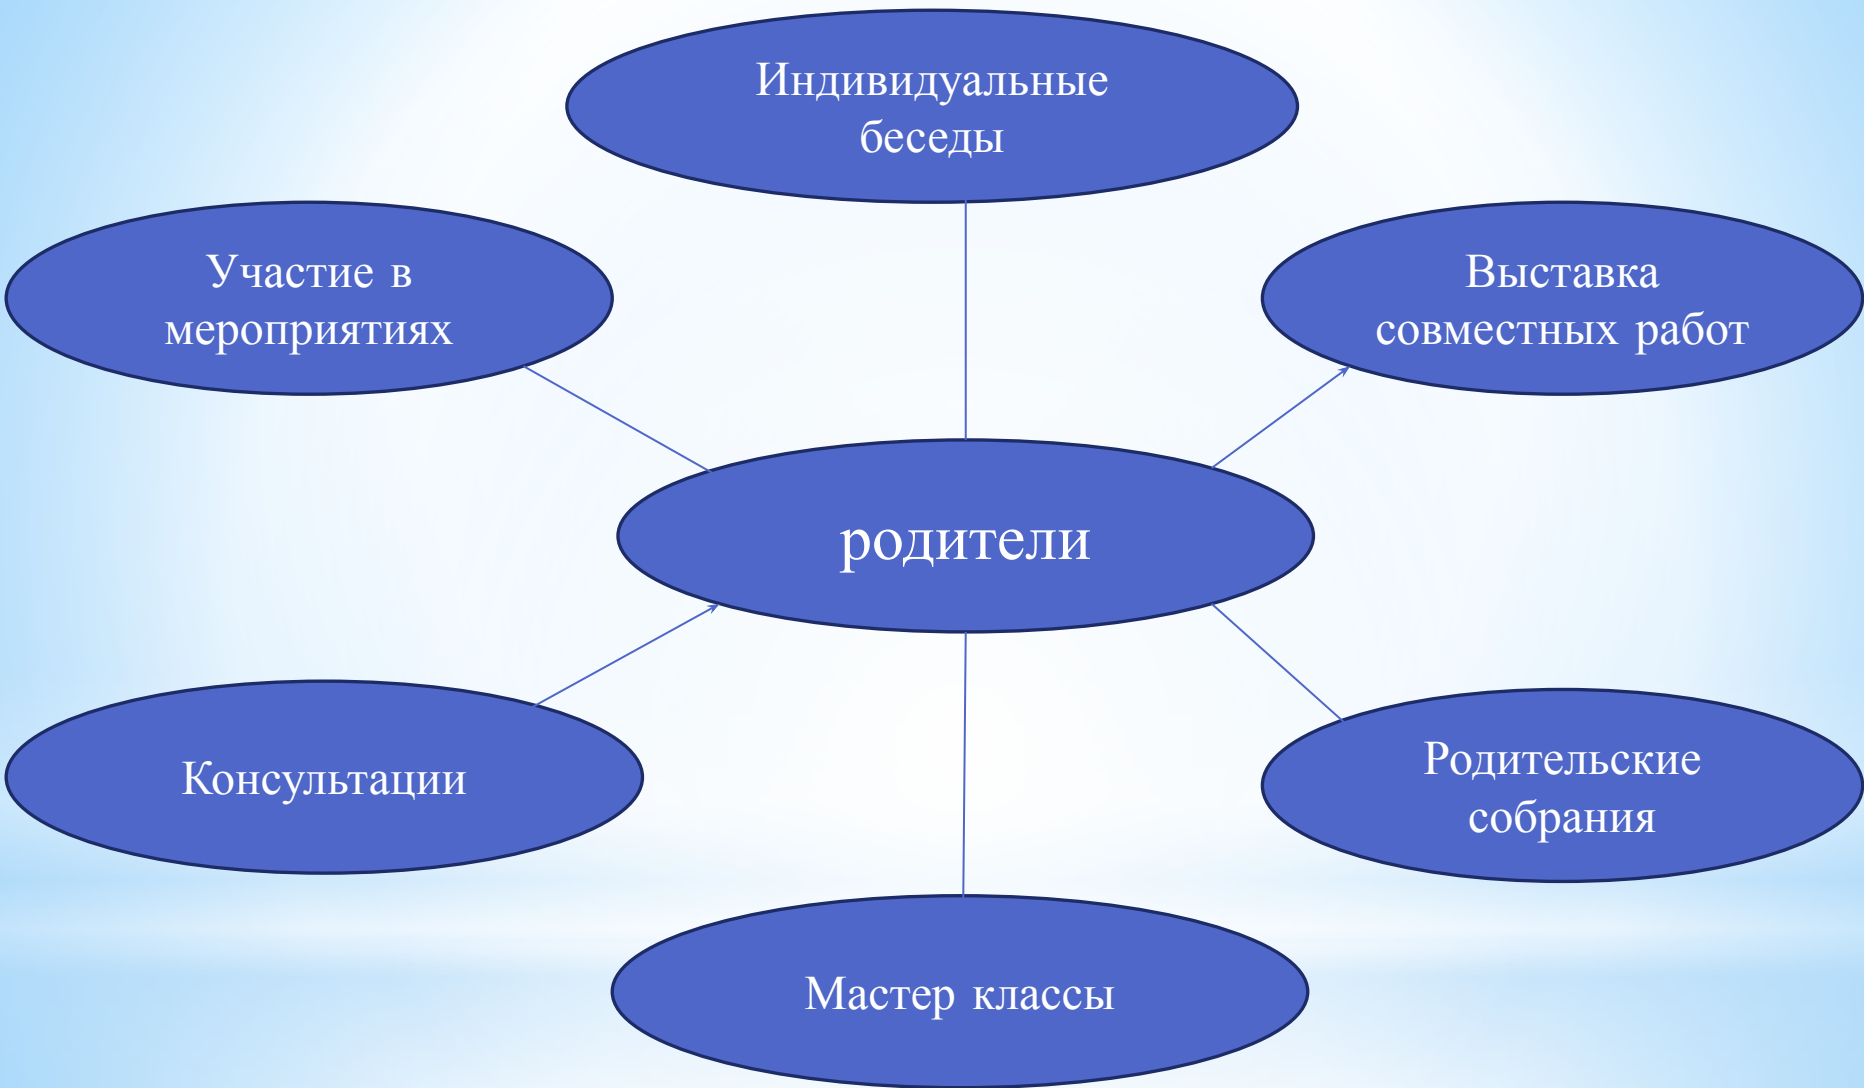 Индивидуальные
беседы
Участие в
мероприятиях
Выставка
совместных работ
родители
Консультации
Родительские
собрания
Мастер классы